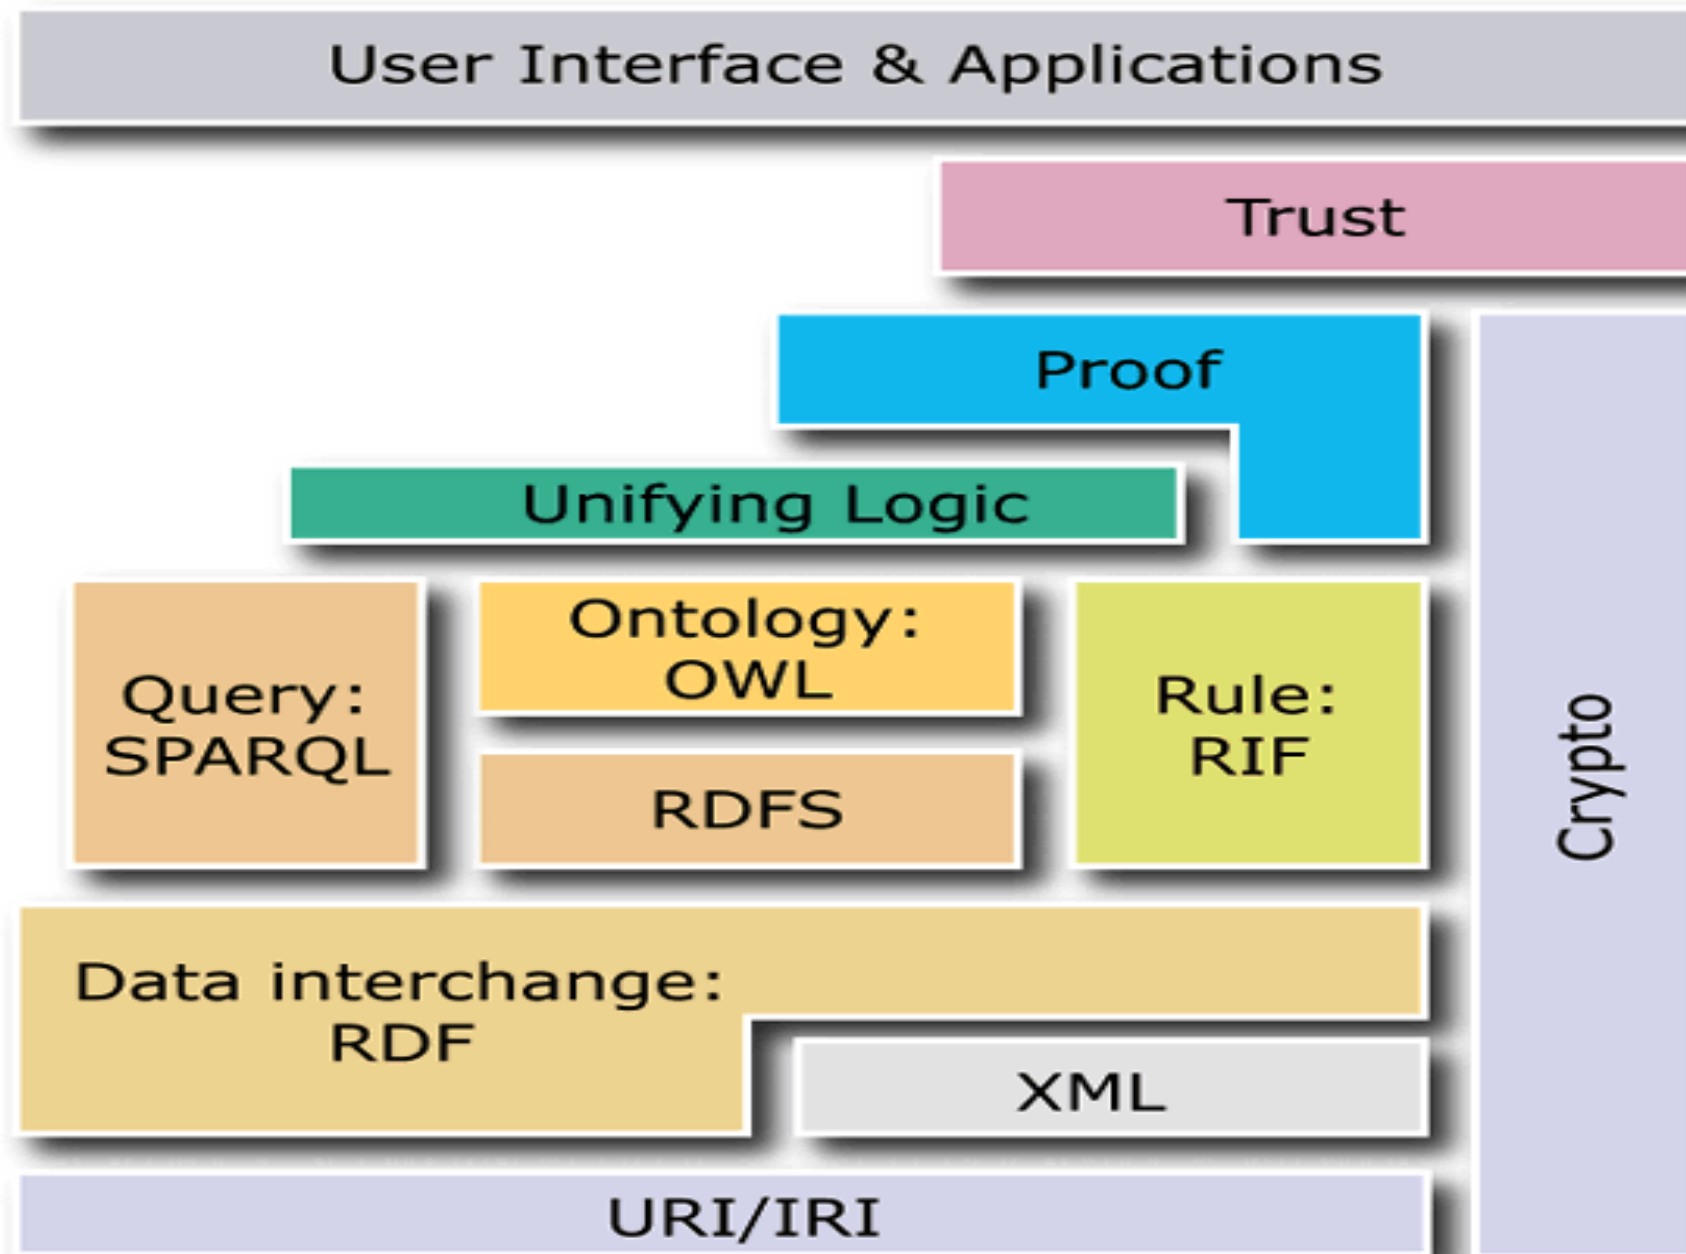 User Interface & Applications
Trust
Proof
Unifying Logic
Query:
SPARQL
Ontology:
OWL
RDFS
Rule:
RIF
Crypto
Data interchange:
RDF
XML
URI/IRI